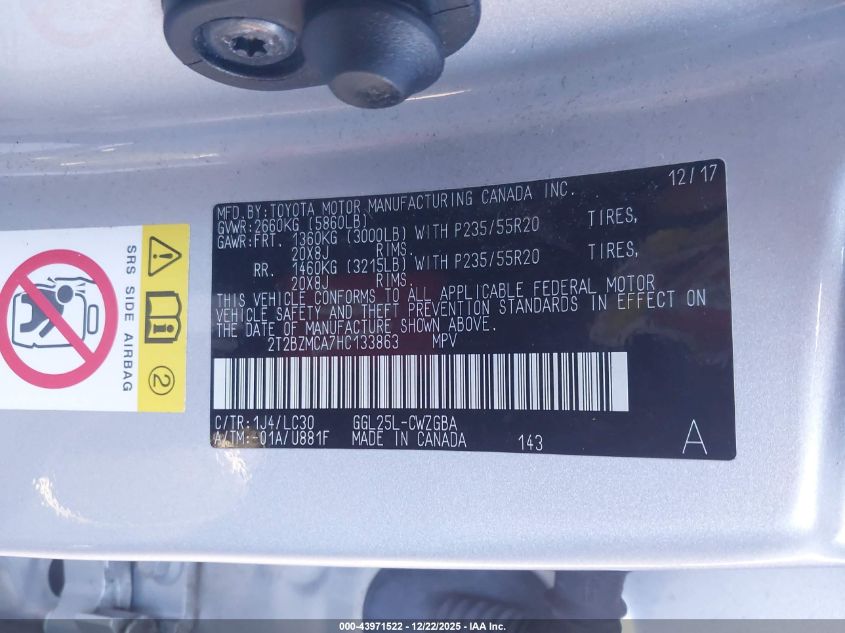 12/17
MFD.BY:TOYOTA MOTOR MANUFACTURING CANADA INC.
GVWR:2660KG (5860LB)
GAWR:FRT. 1360KG (3000LB) WITH P235/55R20 TIRES,
20X8J RIMS.
RR. 1460KG (3215LB) WITH P235/55R20 TIRES,
20X8J RIMS.
THIS VEHICLE CONFORMS TO ALL APPLICABLE FEDERAL MOTOR
VEHICLE SAFETY AND THEFT PREVENTION STANDARDS IN EFFECT ON
THE DATE OF MANUFACTURE SHOWN ABOVE.
2T2BZMCA7HC133863 MPV
C/TR:1J4/LC30 GGL25L-CWZGBA
A/TM:-01A/U881F MADE IN CANADA 143 A
SRS SIDE AIRBAG
2
000-43971522 • 12/22/2025 • IAA Inc.